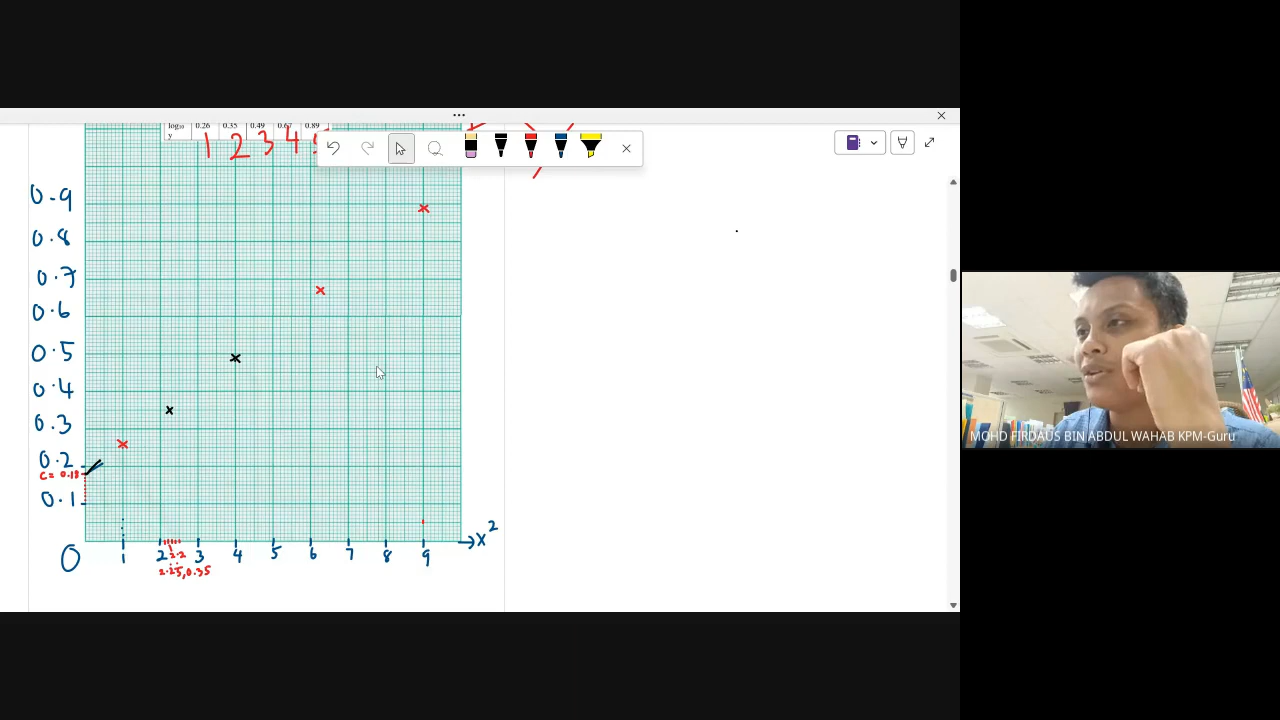 log₁₀ y 0.26 0.35 0.49 0.67 0.89
1 2 3 4 5
0.9
0.8
0.7
0.6
0.5
0.4
0.3
0.2
c = 0.18
0.1
0 1 2 3 4 5 6 7 8 9 → x²
2.2
2.25, 0.35
MOHD FIRDAUS BIN ABDUL WAHAB KPM-Guru